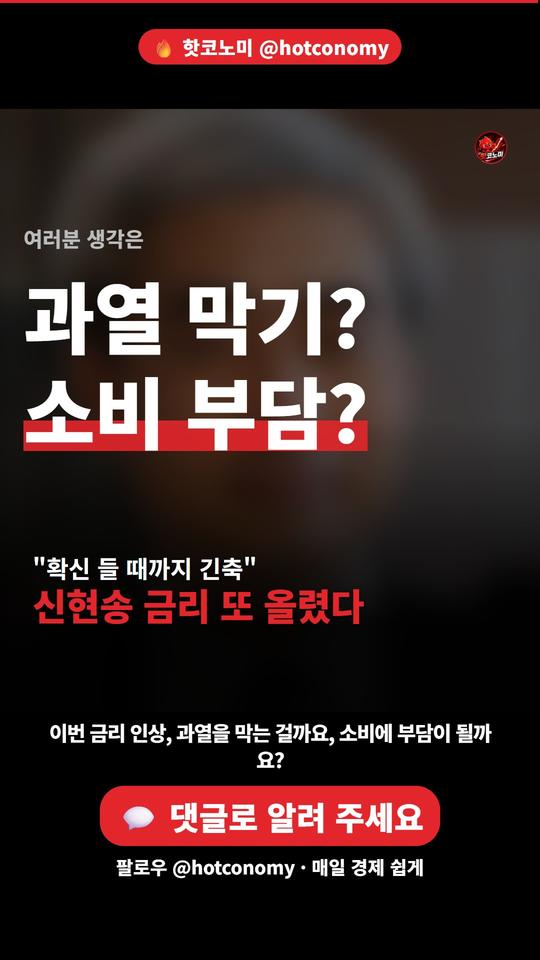 🔥 핫코노미 @hotconomy
코노미
여러분 생각은
과열 막기?
소비 부담?
"확신 들 때까지 긴축"
신현송 금리 또 올렸다
이번 금리 인상, 과열을 막는 걸까요, 소비에 부담이 될까
요?
💬 댓글로 알려 주세요
팔로우 @hotconomy · 매일 경제 쉽게